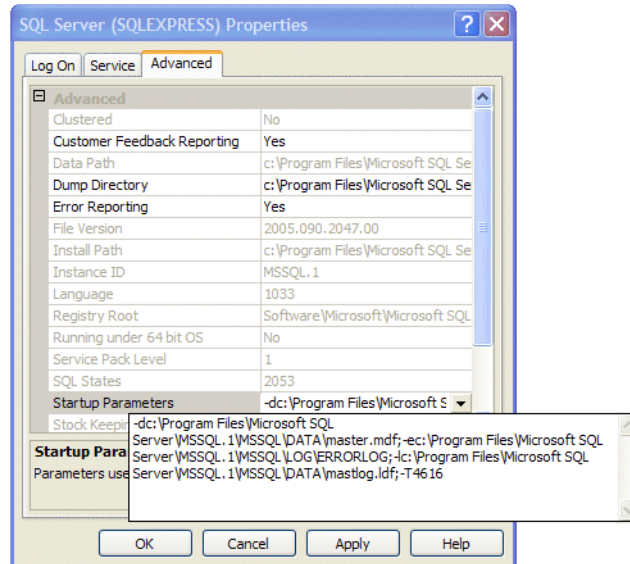 SQL Server (SQLEXPRESS) Properties
Log On Service Advanced
Advanced
Clustered No
Customer Feedback Reporting Yes
Data Path c:\Program Files\Microsoft SQL Se
Dump Directory c:\Program Files\Microsoft SQL Se
Error Reporting Yes
File Version 2005.090.2047.00
Install Path c:\Program Files\Microsoft SQL Se
Instance ID MSSQL.1
Language 1033
Registry Root Software\Microsoft\Microsoft SQL
Running under 64 bit OS No
Service Pack Level 1
SQL States 2053
Startup Parameters -dc:\Program Files\Microsoft S
Stock Keepin
-dc:\Program Files\Microsoft SQL
Server\MSSQL.1\MSSQL\DATA\master.mdf;-ec:\Program Files\Microsoft SQL
Server\MSSQL.1\MSSQL\LOG\ERRORLOG;-lc:\Program Files\Microsoft SQL
Server\MSSQL.1\MSSQL\DATA\mastlog.ldf;-T4616
Startup Para
Parameters use
OK Cancel Apply Help